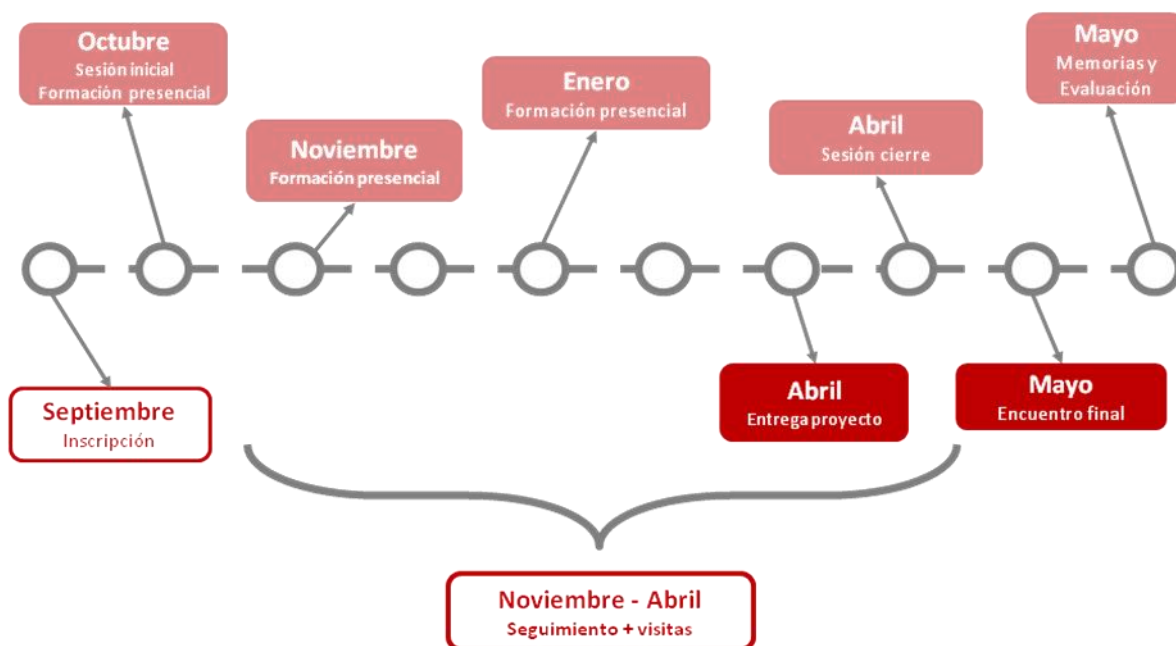 Octubre
Sesión inicial
Formación presencial
Noviembre
Formación presencial
Enero
Formación presencial
Abril
Sesión cierre
Mayo
Memorias y
Evaluación
Septiembre
Inscripción
Abril
Entrega proyecto
Mayo
Encuentro final
Noviembre - Abril
Seguimiento + visitas